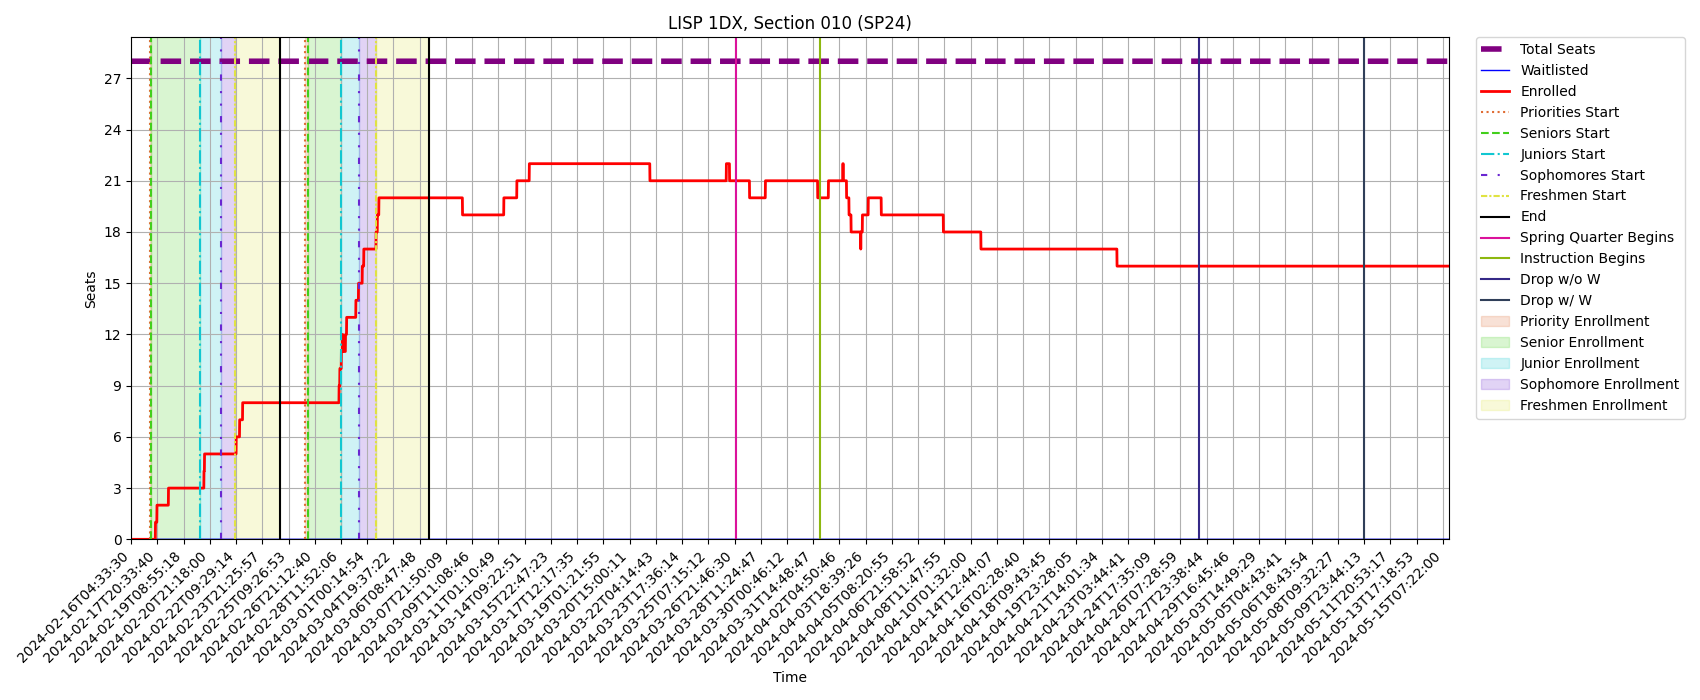 LISP 1DX, Section 010 (SP24)
Seats
27
24
21
18
15
12
9
6
3
0
2024-02-16T04:33:30
2024-02-17T20:33:40
2024-02-19T08:55:18
2024-02-20T21:18:00
2024-02-22T09:29:14
2024-02-23T21:25:57
2024-02-25T09:26:53
2024-02-26T21:12:40
2024-02-28T11:52:06
2024-03-01T00:14:54
2024-03-04T19:37:22
2024-03-06T08:47:48
2024-03-07T21:50:09
2024-03-09T11:08:46
2024-03-11T01:10:49
2024-03-14T09:22:51
2024-03-15T22:47:23
2024-03-17T12:17:35
2024-03-19T01:21:55
2024-03-20T15:00:11
2024-03-22T04:14:43
2024-03-23T17:36:14
2024-03-25T07:15:12
2024-03-26T21:46:30
2024-03-28T11:24:47
2024-03-30T00:46:12
2024-03-31T14:48:47
2024-04-02T04:50:46
2024-04-03T18:39:26
2024-04-05T08:20:55
2024-04-06T21:58:52
2024-04-08T11:47:55
2024-04-10T01:32:00
2024-04-14T12:44:07
2024-04-16T02:28:40
2024-04-18T09:43:45
2024-04-19T23:28:05
2024-04-21T14:01:34
2024-04-23T03:44:41
2024-04-24T17:35:09
2024-04-26T07:28:59
2024-04-27T23:38:44
2024-04-29T16:45:46
2024-05-03T14:49:29
2024-05-05T04:43:41
2024-05-06T18:43:54
2024-05-08T09:32:27
2024-05-09T23:44:13
2024-05-11T20:53:17
2024-05-13T17:18:53
2024-05-15T07:22:00
Time
Total Seats
Waitlisted
Enrolled
Priorities Start
Seniors Start
Juniors Start
Sophomores Start
Freshmen Start
End
Spring Quarter Begins
Instruction Begins
Drop w/o W
Drop w/ W
Priority Enrollment
Senior Enrollment
Junior Enrollment
Sophomore Enrollment
Freshmen Enrollment